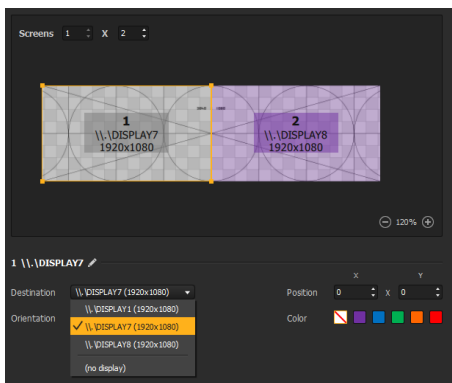 Screens 1 X 2
1
\\.\DISPLAY7
1920x1080
2
\\.\DISPLAY8
1920x1080
120%
1 \\.\DISPLAY7
X Y
Destination \\.\DISPLAY7 (1920x1080) Position 0 X 0
Orientation \\.\DISPLAY1 (1920x1080) Color
\\.\DISPLAY7 (1920x1080)
\\.\DISPLAY8 (1920x1080)
(no display)